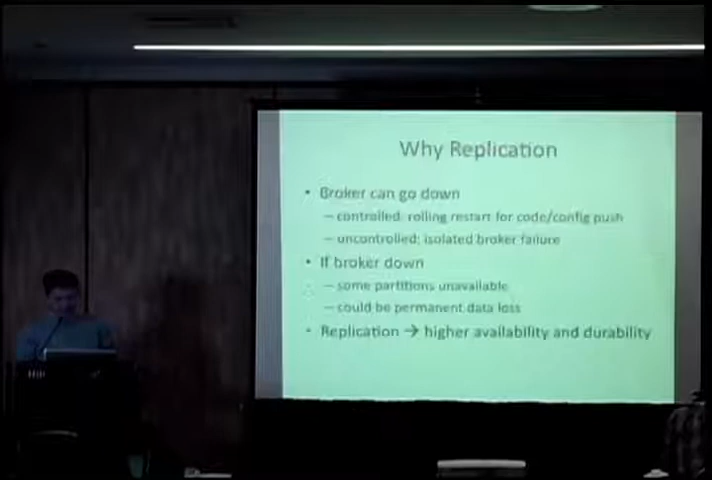 Why Replication
• Broker can go down
– controlled: rolling restart for code/config push
– uncontrolled: isolated broker failure
• If broker down
– some partitions unavailable
– could be permanent data loss
• Replication → higher availability and durability